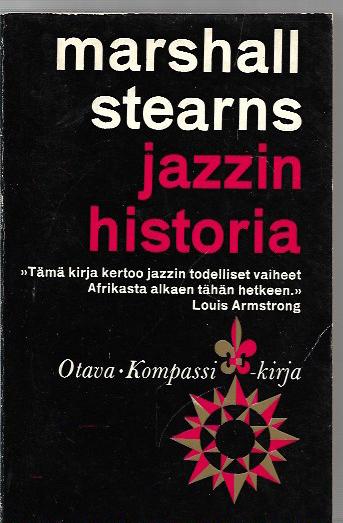 marshall
stearns
jazzin
historia
»Tämä kirja kertoo jazzin todelliset vaiheet
Afrikasta alkaen tähän hetkeen.»
Louis Armstrong
Otava • Kompassi -kirja